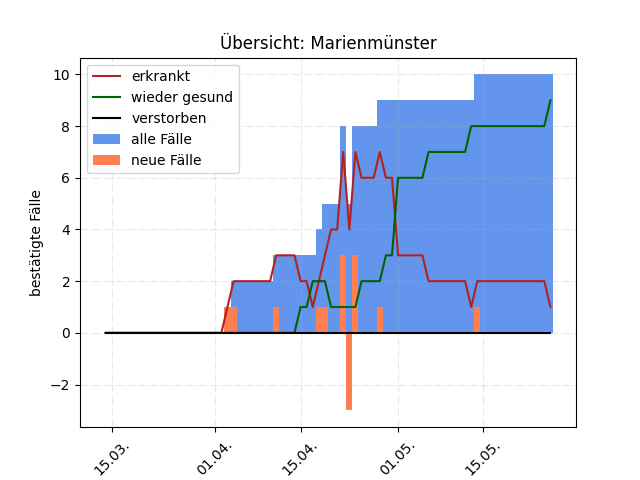 Übersicht: Marienmünster
erkrankt
wieder gesund
verstorben
alle Fälle
neue Fälle
bestätigte Fälle
10
8
6
4
2
0
−2
15.03.
01.04.
15.04.
01.05.
15.05.